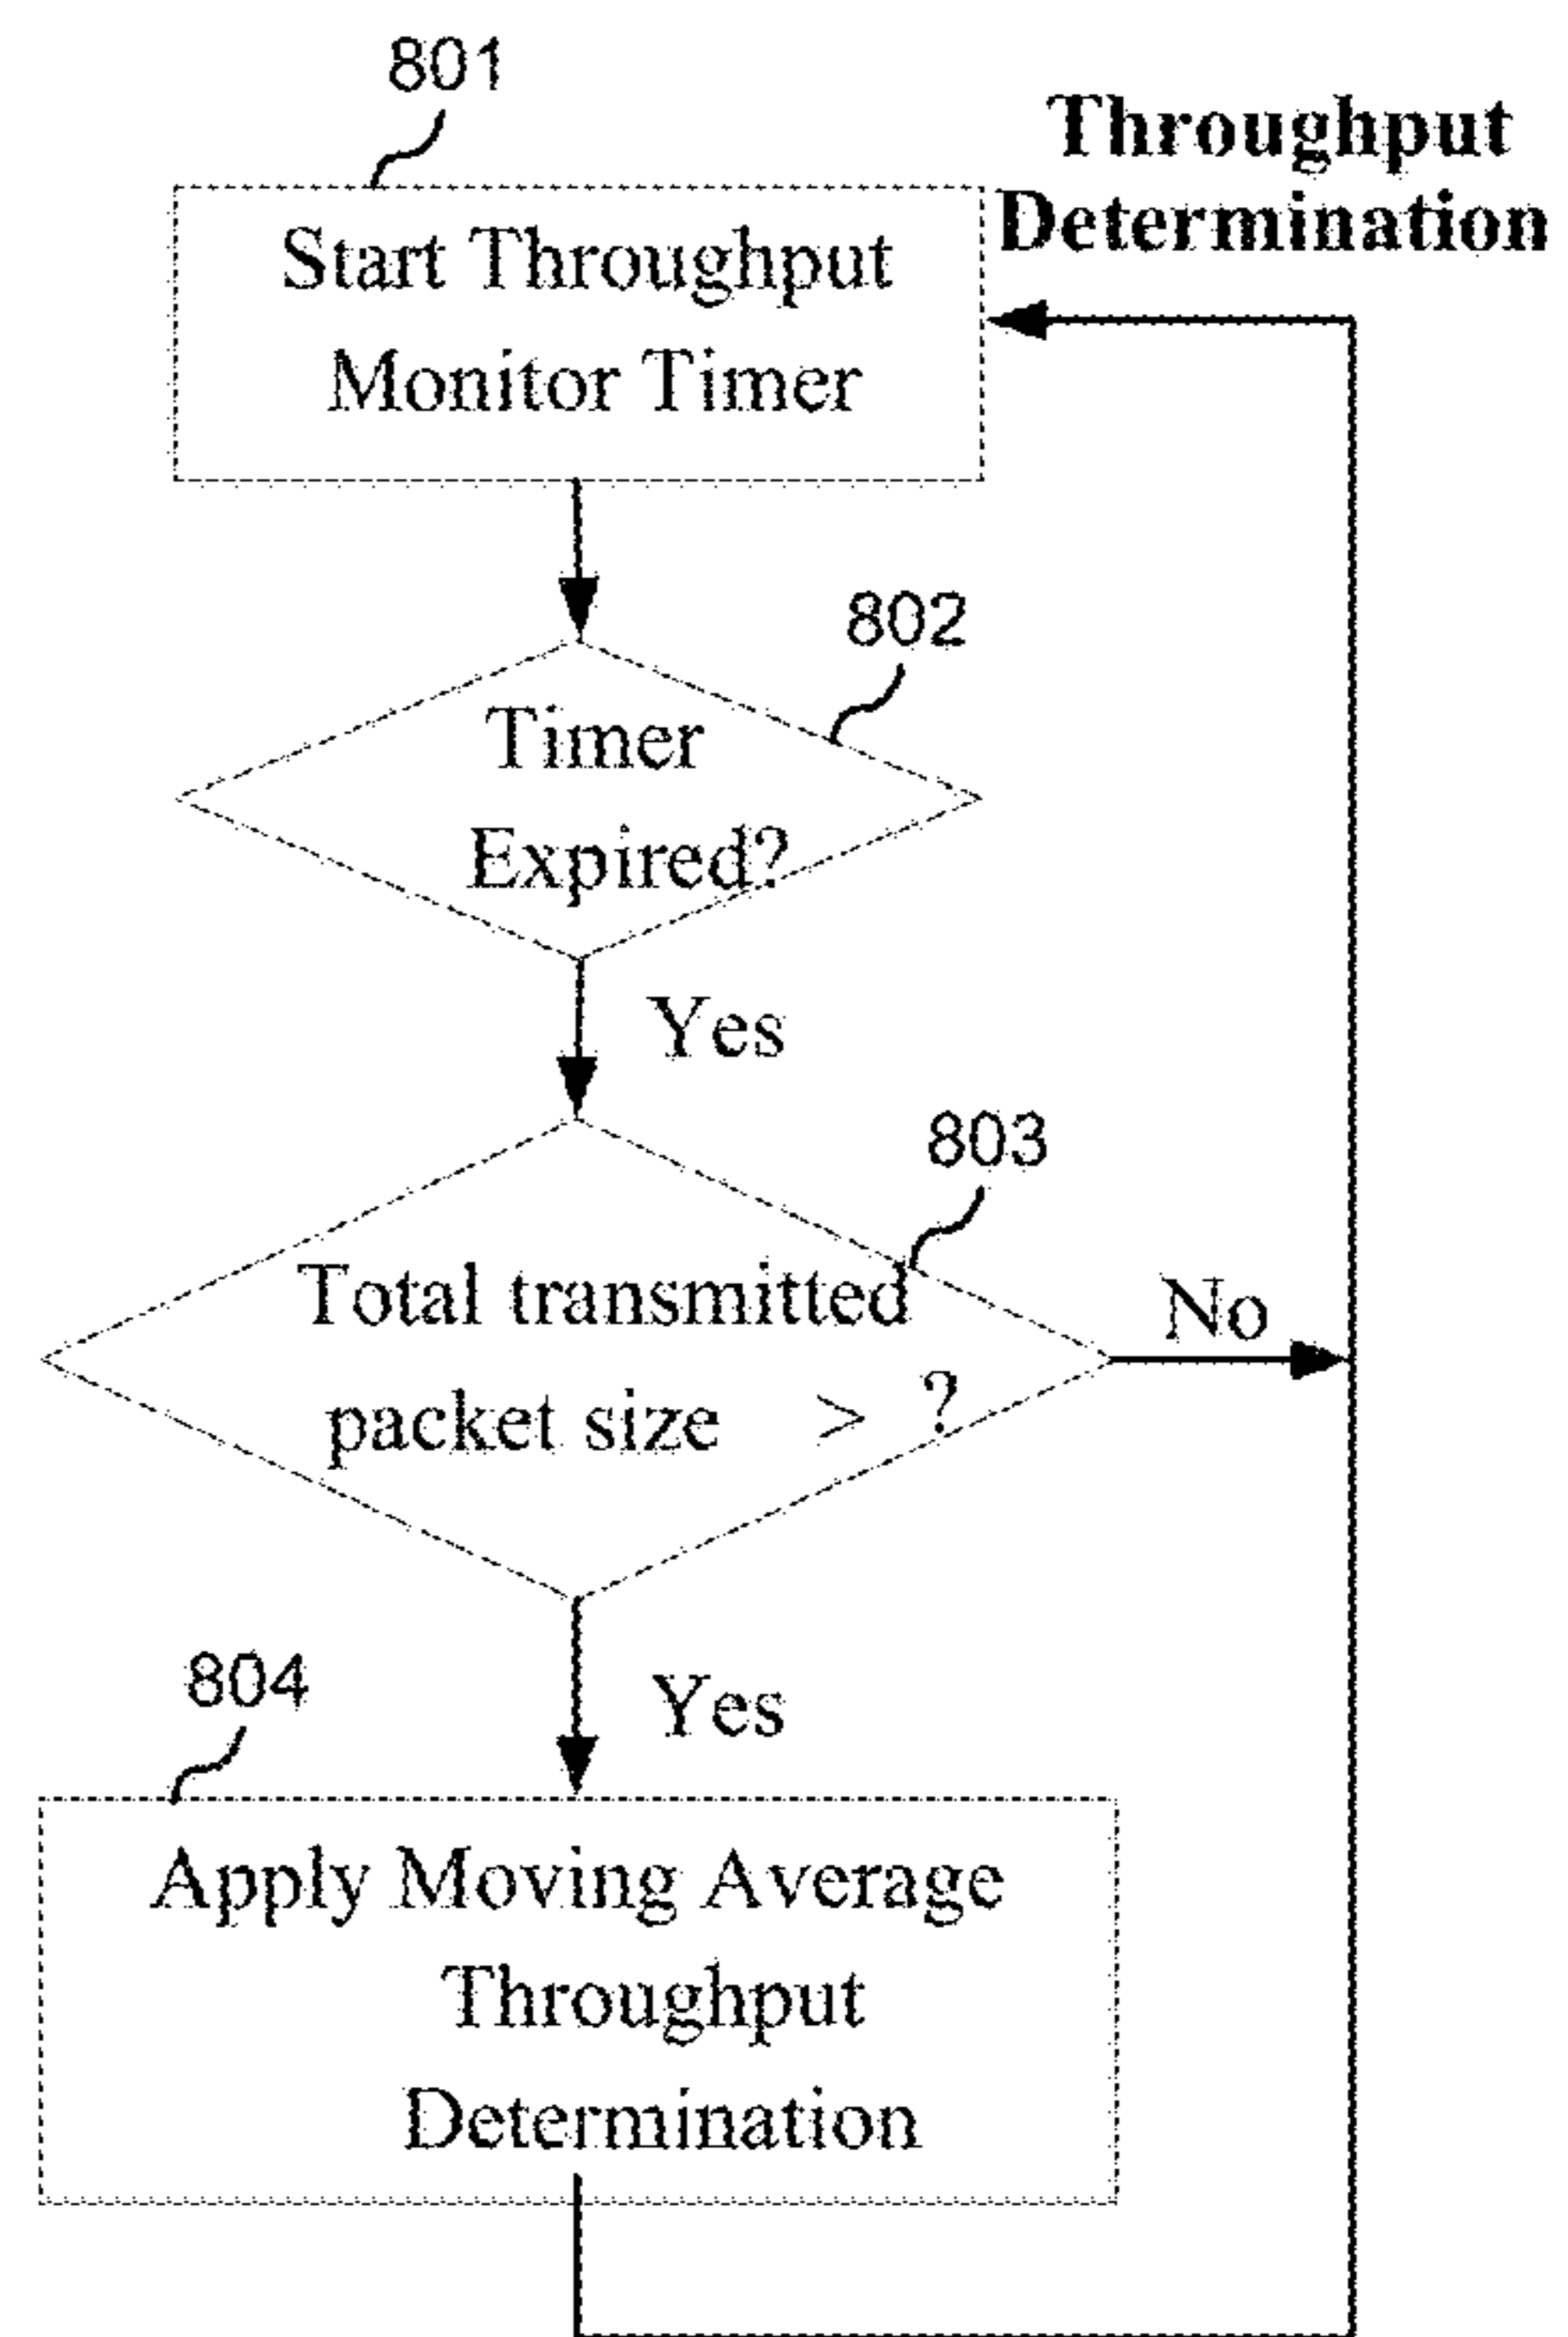 801
Throughput
Determination
Start Throughput
Monitor Timer
802
Timer
Expired?
Yes
803
Total transmitted
packet size > ?
No
Yes
804
Apply Moving Average
Throughput
Determination